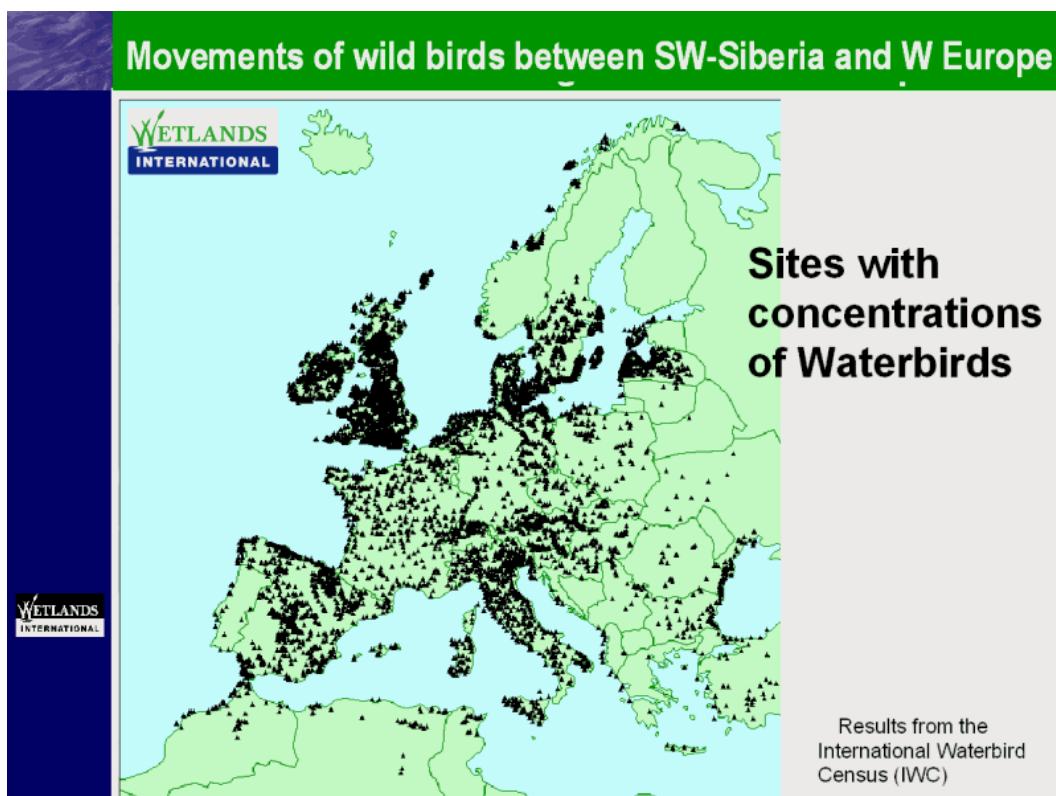 Movements of wild birds between SW-Siberia and W Europe
WETLANDS
INTERNATIONAL
Sites with
concentrations
of Waterbirds
WETLANDS
INTERNATIONAL
Results from the
International Waterbird
Census (IWC)